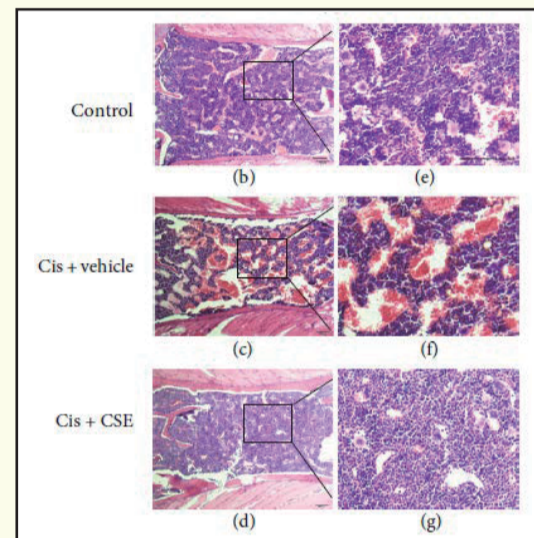 Control
(b)
(e)
Cis + vehicle
(c)
(f)
Cis + CSE
(d)
(g)